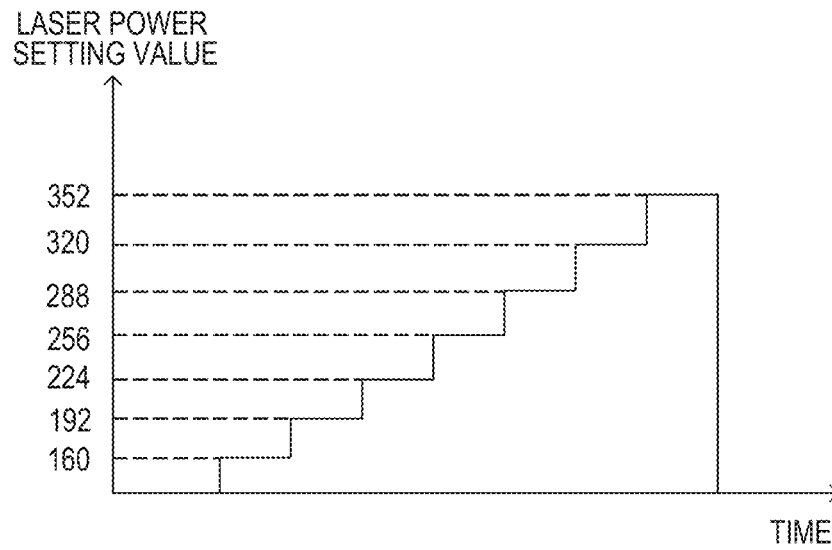 LASER POWER
SETTING VALUE
352
320
288
256
224
192
160
TIME